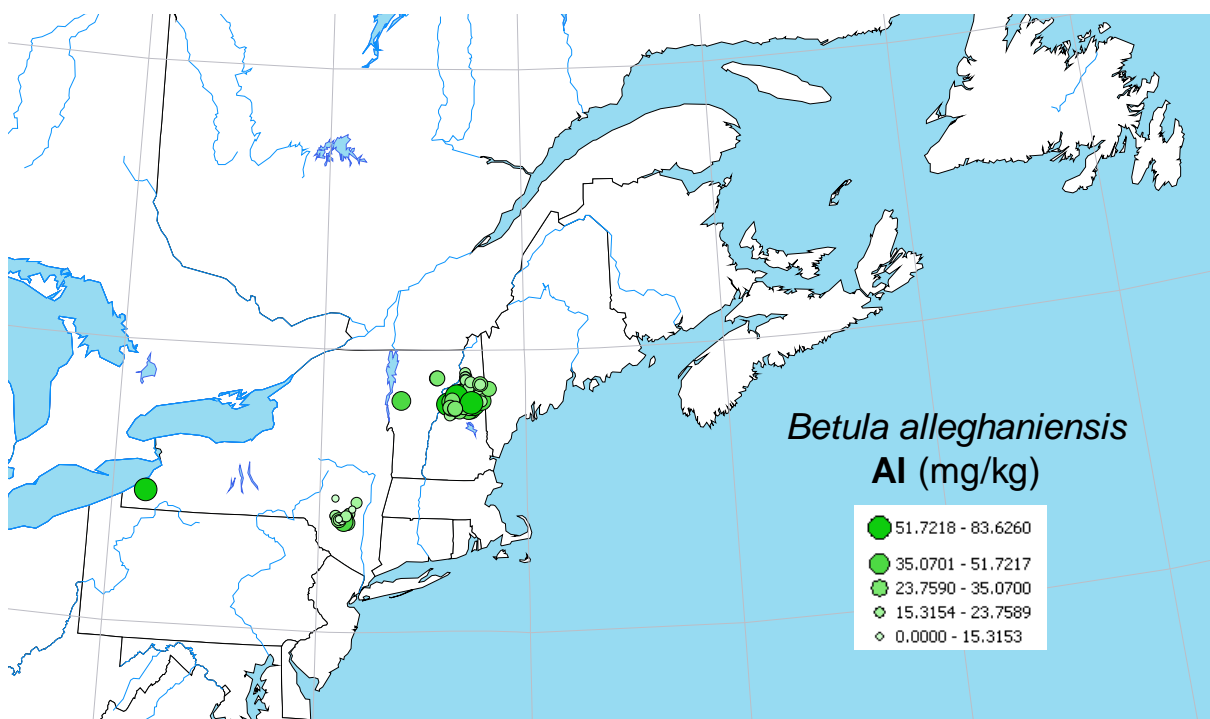 Betula alleghaniensis
Al (mg/kg)
51.7218 - 83.6260
35.0701 - 51.7217
23.7590 - 35.0700
15.3154 - 23.7589
0.0000 - 15.3153